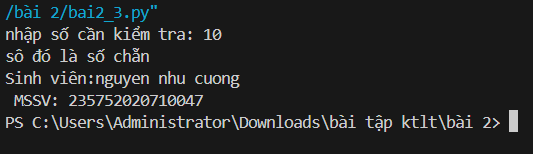 /bài 2/bai2_3.py"
nhập số cần kiểm tra: 10
sô đó là số chẵn
Sinh viên:nguyen nhu cuong
MSSV: 235752020710047
PS C:\Users\Administrator\Downloads\bài tập ktlt\bài 2>